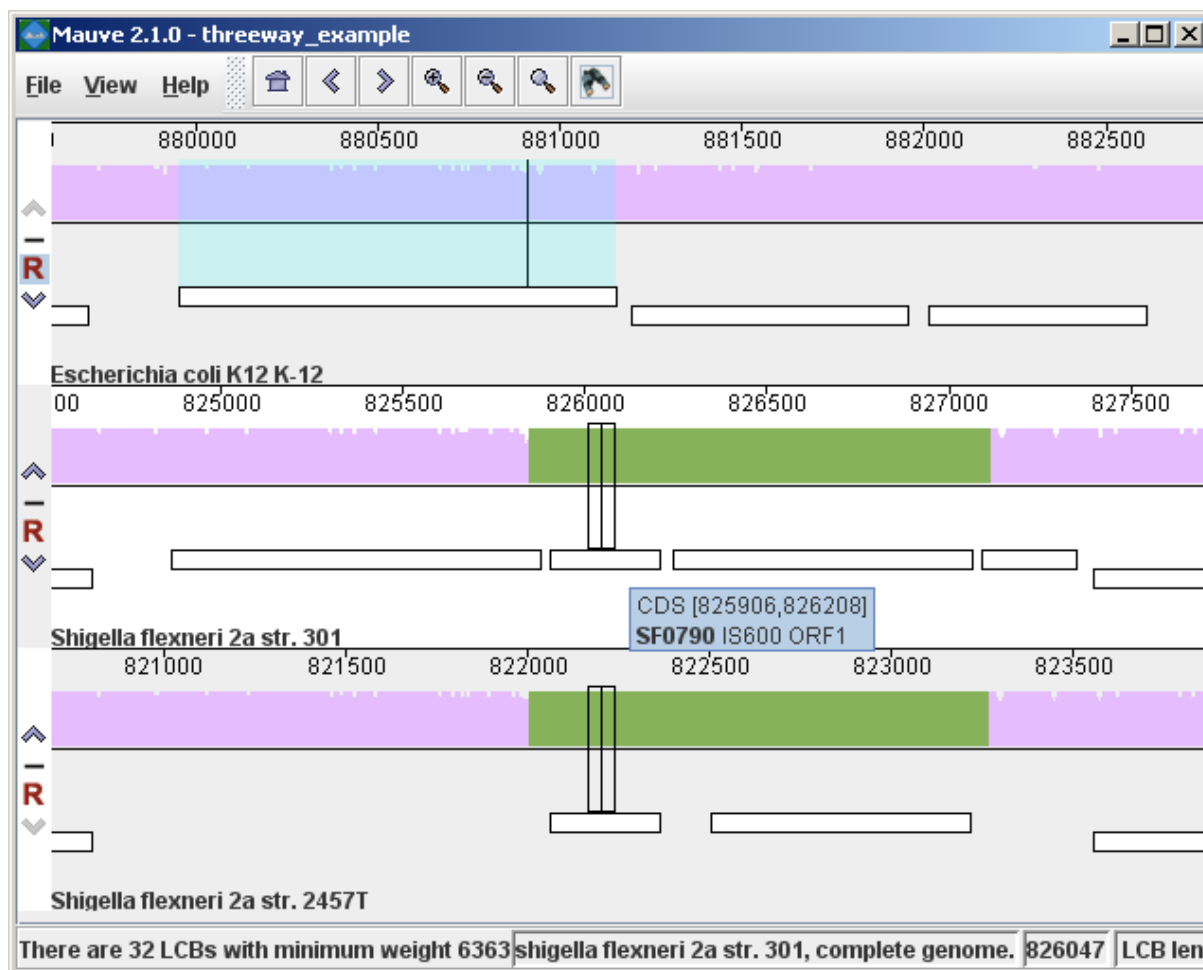 Mauve 2.1.0 - threeway_example
File View Help
880000 880500 881000 881500 882000 882500
R
Escherichia coli K12 K-12
00 825000 825500 826000 826500 827000 827500
R
CDS [825906,826208]
SF0790 IS600 ORF1
Shigella flexneri 2a str. 301
821000 821500 822000 822500 823000 823500
R
Shigella flexneri 2a str. 2457T
There are 32 LCBs with minimum weight 6363 shigella flexneri 2a str. 301, complete genome. 826047 LCB len